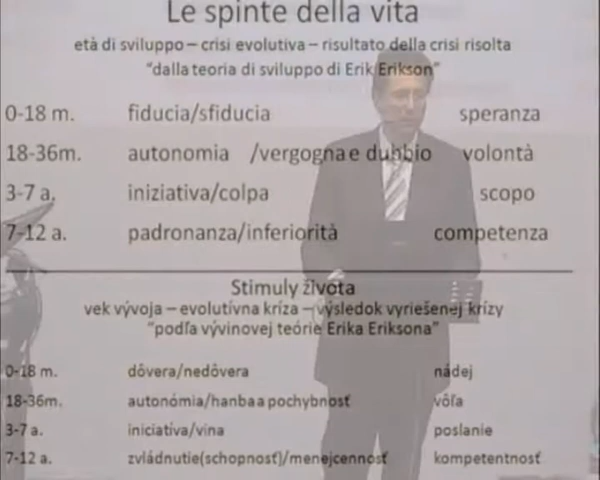 Le spinte della vita
età di sviluppo – crisi evolutiva – risultato della crisi risolta
"dalla teoria di sviluppo di Erik Erikson"
0-18 m. fiducia/sfiducia speranza
18-36m. autonomia /vergogna e dubbio volontà
3-7 a. iniziativa/colpa scopo
7-12 a. padronanza/inferiorità competenza
Stimuly života
vek vývoja – evolutívna kríza – výsledok vyriešenej krízy
"podľa vývinovej teórie Erika Eriksona"
0-18 m. dôvera/nedôvera nádej
18-36m. autonómia/hanba a pochybnosť vôľa
3-7 a. iniciatíva/vina poslanie
7-12 a. zvládnutie(schopnosť)/menejcennosť kompetentnosť